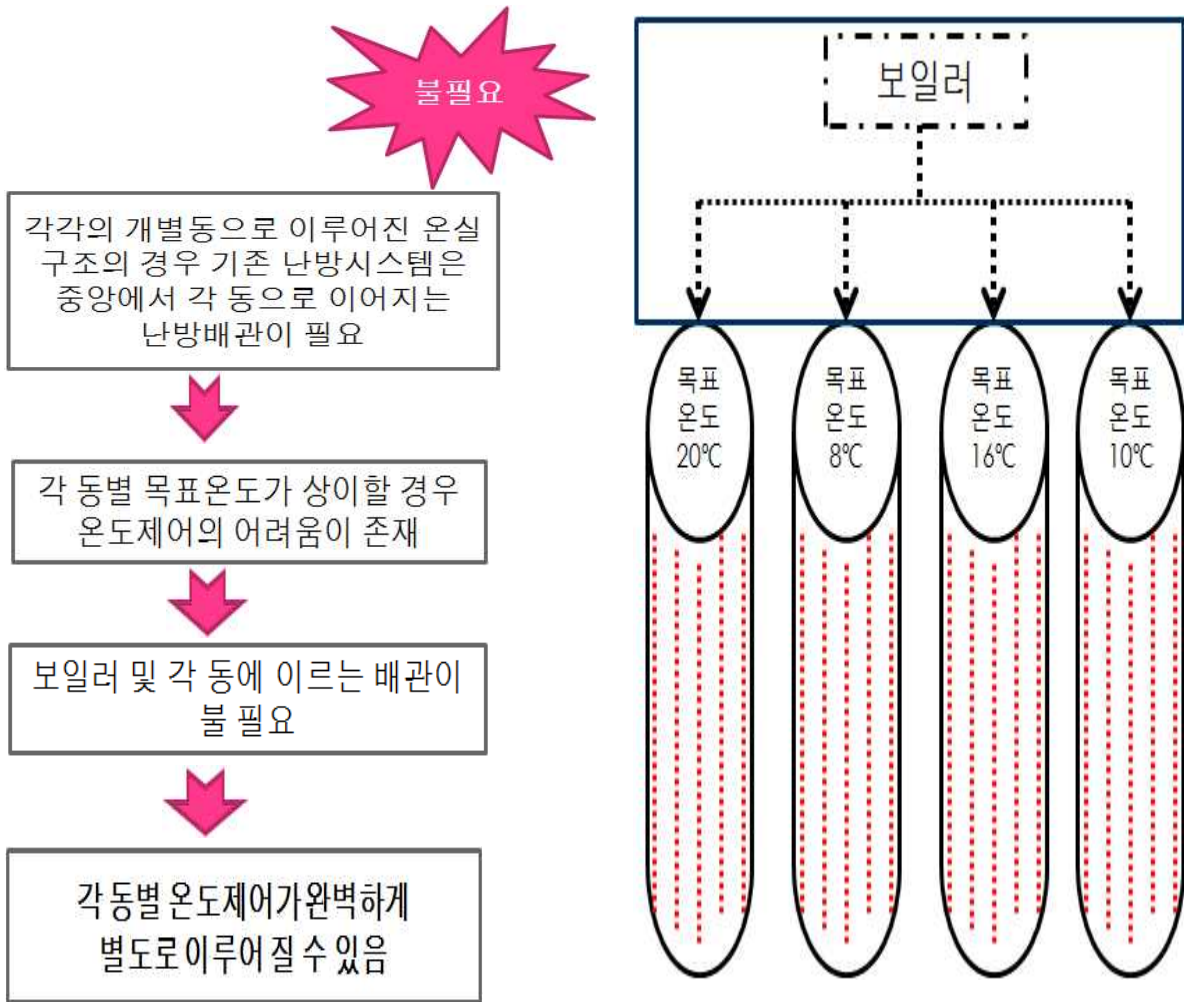 불필요
각각의 개별동으로 이루어진 온실
구조의 경우 기존 난방시스템은
중앙에서 각 동으로 이어지는
난방배관이 필요
각 동별 목표온도가 상이할 경우
온도제어의 어려움이 존재
보일러 및 각 동에 이르는 배관이
불 필요
각 동별 온도제어가 완벽하게
별도로 이루어 질 수 있음
보일러
목표
온도
20℃
목표
온도
8℃
목표
온도
16℃
목표
온도
10℃